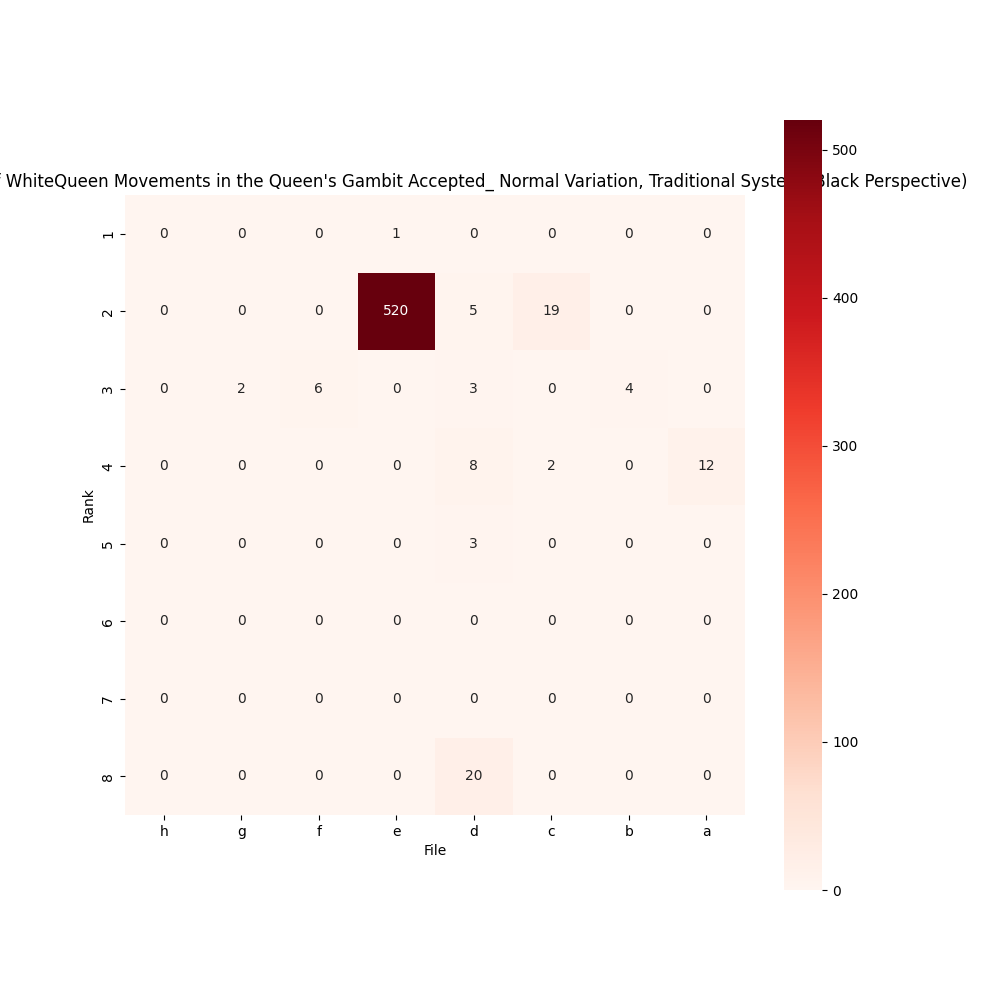 WhiteQueen Movements in the Queen's Gambit Accepted_ Normal Variation, Traditional System (Black Perspective)
1 0 0 0 1 0 0 0 0
2 0 0 0 520 5 19 0 0
3 0 2 6 0 3 0 4 0
4 0 0 0 0 8 2 0 12
5 0 0 0 0 3 0 0 0
6 0 0 0 0 0 0 0 0
7 0 0 0 0 0 0 0 0
8 0 0 0 0 20 0 0 0
h g f e d c b a
File
Rank
500
400
300
200
100
0